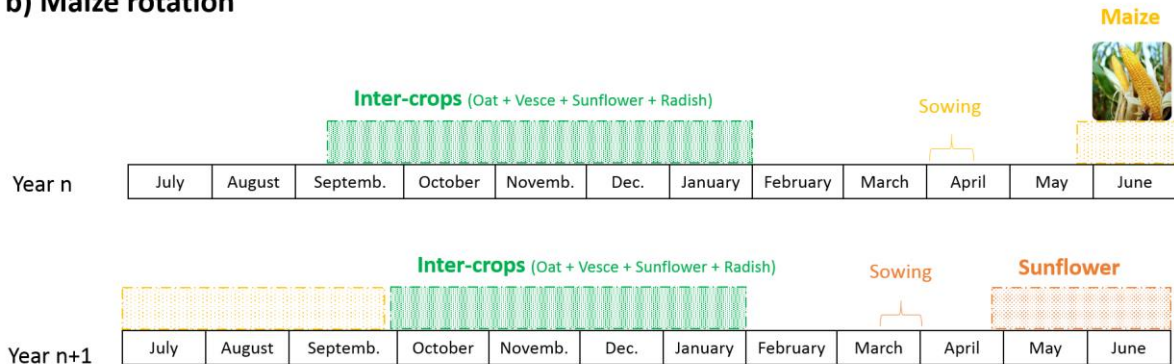 b) Maize rotation
Maize
Inter-crops (Oat + Vesce + Sunflower + Radish)
Sowing
Year n
July August Septemb. October Novemb. Dec. January February March April May June
Inter-crops (Oat + Vesce + Sunflower + Radish)
Sowing
Sunflower
Year n+1
July August Septemb. October Novemb. Dec. January February March April May June